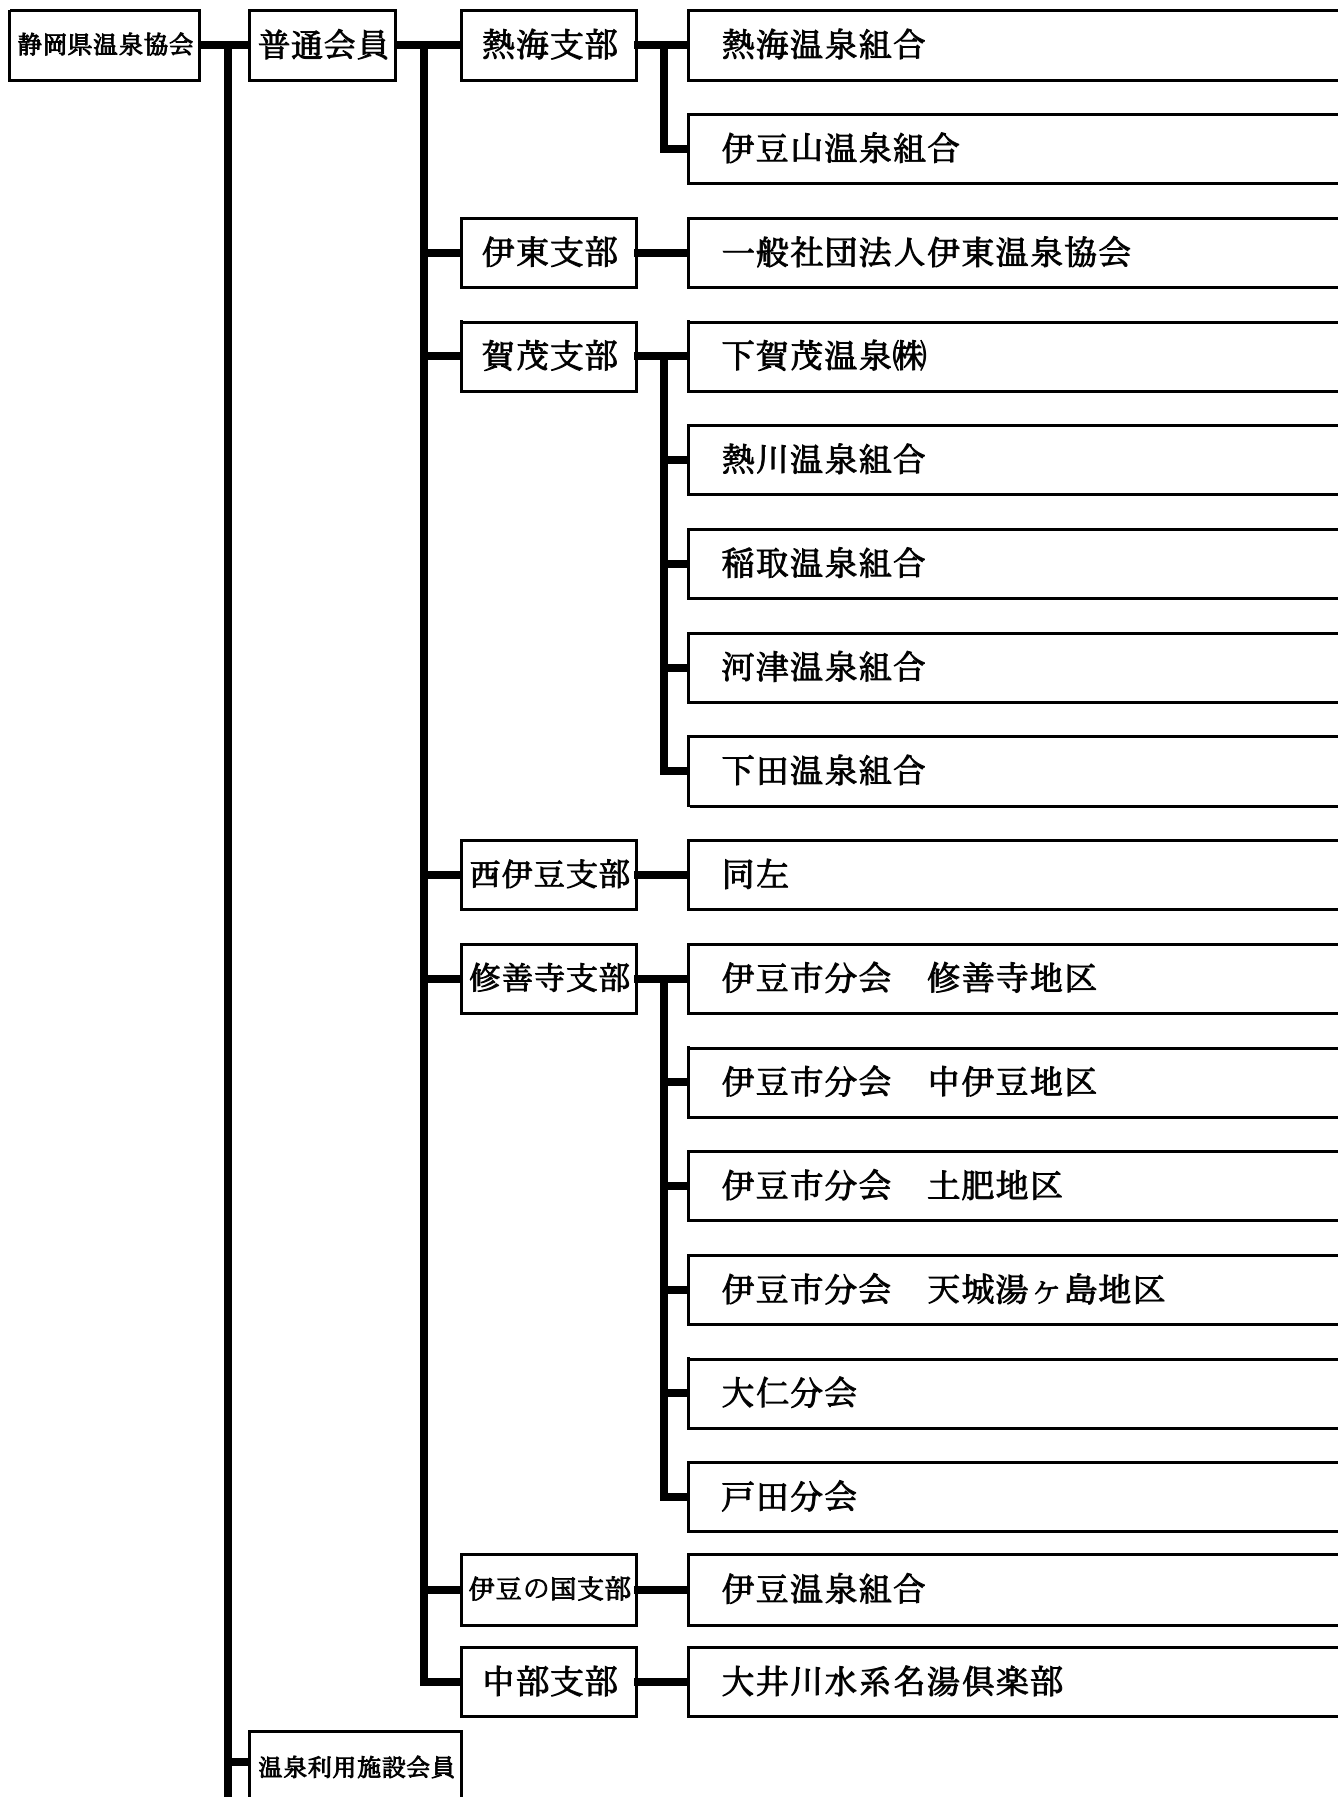 静岡県温泉協会
普通会員
熱海支部
熱海温泉組合
伊豆山温泉組合
伊東支部
一般社団法人伊東温泉協会
賀茂支部
下賀茂温泉㈱
熱川温泉組合
稲取温泉組合
河津温泉組合
下田温泉組合
西伊豆支部
同左
修善寺支部
伊豆市分会　修善寺地区
伊豆市分会　中伊豆地区
伊豆市分会　土肥地区
伊豆市分会　天城湯ヶ島地区
大仁分会
戸田分会
伊豆の国支部
伊豆温泉組合
中部支部
大井川水系名湯倶楽部
温泉利用施設会員